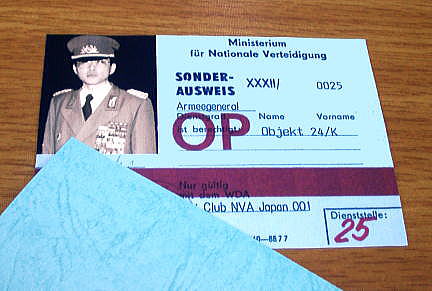 Ministerium
für Nationale Verteidigung
SONDER-
AUSWEIS XXXII/ 0025
Armeegeneral
Dienstgrad Name Vorname
ist berechtigt Objekt 24/K
OP
Nur gültig
mit dem WDA
Club NVA Japan 001
Dienststelle:
25